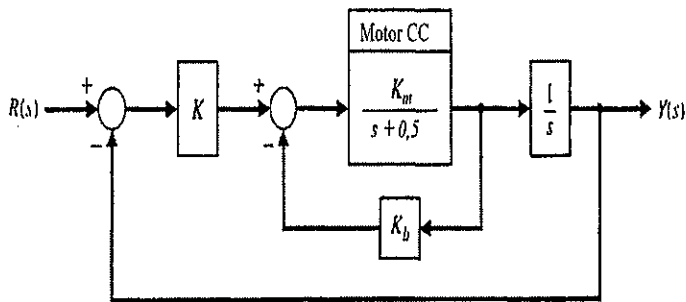 Motor CC
R(s)
+
−
K
+
−
K_m
s + 0,5
1
s
Y(s)
K_b